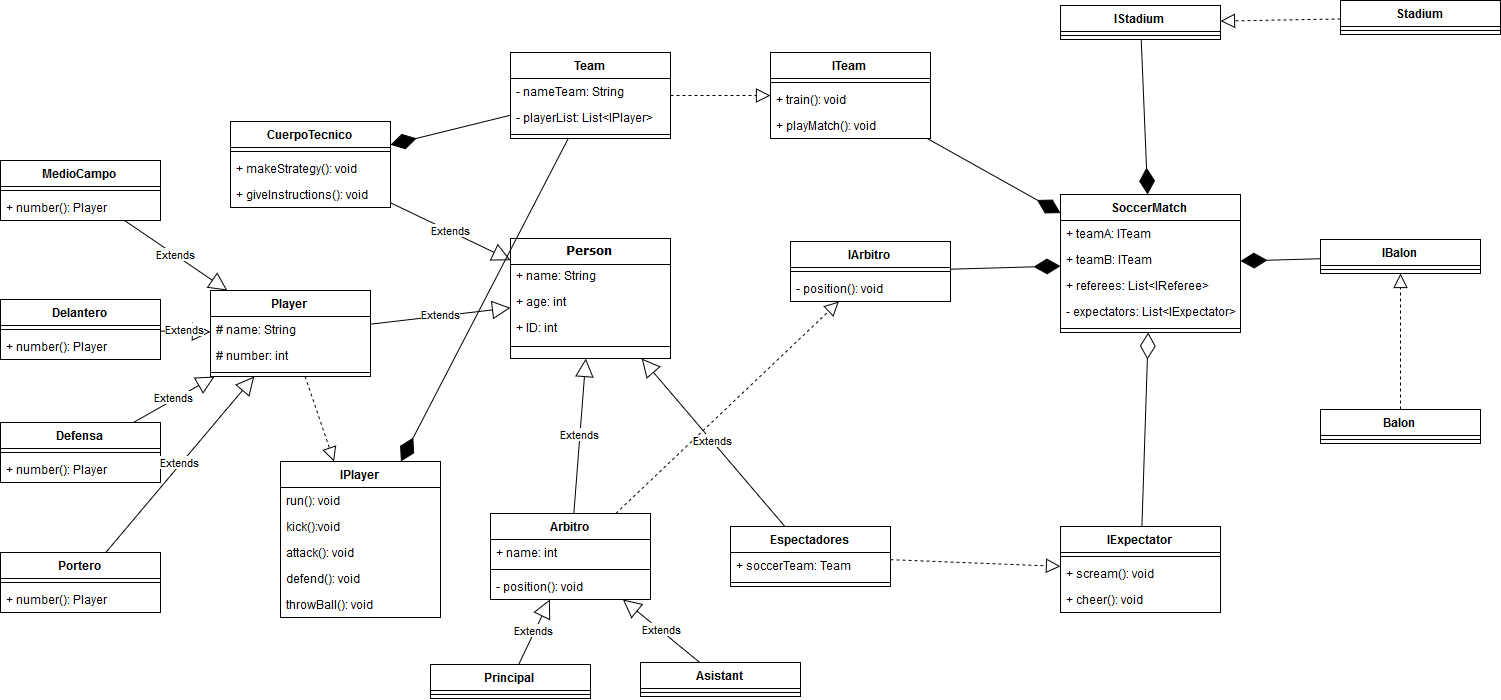 IStadium
Stadium
Team
- nameTeam: String
- playerList: List<IPlayer>
ITeam
+ train(): void
+ playMatch(): void
CuerpoTecnico
+ makeStrategy(): void
+ giveInstructions(): void
MedioCampo
+ number(): Player
Extends
Extends
Person
+ name: String
+ age: int
+ ID: int
SoccerMatch
+ teamA: ITeam
+ teamB: ITeam
+ referees: List<IReferee>
- expectators: List<IExpectator>
IArbitro
- position(): void
IBalon
Player
# name: String
# number: int
Extends
Delantero
+ number(): Player
Extends
Extends
Defensa
+ number(): Player
Extends
Balon
IPlayer
run(): void
kick():void
attack(): void
defend(): void
throwBall(): void
Extends
Extends
Arbitro
+ name: int
- position(): void
Espectadores
+ soccerTeam: Team
IExpectator
+ scream(): void
+ cheer(): void
Portero
+ number(): Player
Extends
Extends
Principal
Asistant